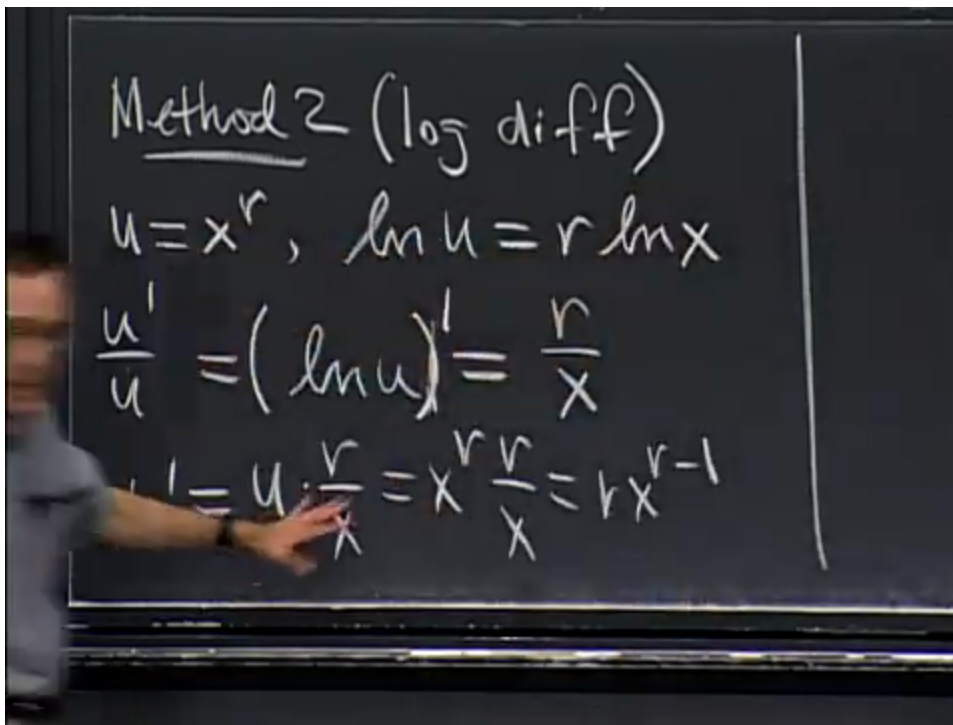 Method 2 (log diff)
u = x^r, ln u = r ln x
u'/u = (ln u)' = r/x
' = u · r/x = x^r r/x = r x^{r-1}